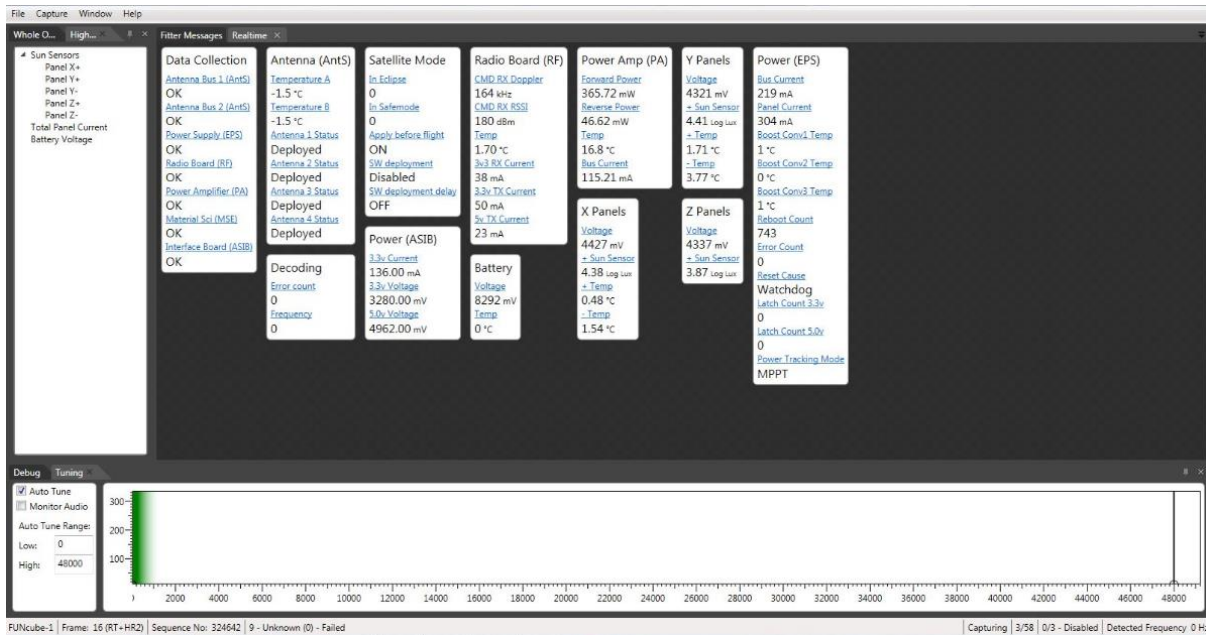 File Capture Window Help
Whole O... High...
Fitter Messages Realtime
Sun Sensors
Panel X+
Panel Y+
Panel Y-
Panel Z+
Panel Z-
Total Panel Current
Battery Voltage
Data Collection
Antenna Bus 1 (AntS)
OK
Antenna Bus 2 (AntS)
OK
Power Supply (EPS)
OK
Radio Board (RF)
OK
Power Amplifier (PA)
OK
Material Sci (MSE)
OK
Interface Board (ASIB)
OK
Antenna (AntS)
Temperature A
-1.5 °C
Temperature B
-1.5 °C
Antenna 1 Status
Deployed
Antenna 2 Status
Deployed
Antenna 3 Status
Deployed
Antenna 4 Status
Deployed
Decoding
Error count
0
Frequency
0
Satellite Mode
In Eclipse
0
In Safemode
0
Apply before flight
ON
SW deployment
Disabled
SW deployment delay
OFF
Power (ASIB)
3.3v Current
136.00 mA
3.3v Voltage
3280.00 mV
5.0v Voltage
4962.00 mV
Radio Board (RF)
CMD RX Doppler
164 kHz
CMD RX RSSI
180 dBm
Temp
1.70 °C
3v3 RX Current
38 mA
3.3v TX Current
50 mA
5v TX Current
23 mA
Battery
Voltage
8292 mV
Temp
0 °C
Power Amp (PA)
Forward Power
365.72 mW
Reverse Power
46.62 mW
Temp
16.8 °C
Bus Current
115.21 mA
X Panels
Voltage
4427 mV
+ Sun Sensor
4.38 Log Lux
+ Temp
0.48 °C
- Temp
1.54 °C
Y Panels
Voltage
4321 mV
+ Sun Sensor
4.41 Log Lux
+ Temp
1.71 °C
- Temp
3.77 °C
Z Panels
Voltage
4337 mV
+ Sun Sensor
3.87 Log Lux
Power (EPS)
Bus Current
219 mA
Panel Current
304 mA
Boost Conv1 Temp
1 °C
Boost Conv2 Temp
0 °C
Boost Conv3 Temp
1 °C
Reboot Count
743
Error Count
0
Reset Cause
Watchdog
Latch Count 3.3v
0
Latch Count 5.0v
0
Power Tracking Mode
MPPT
Debug Tuning
Auto Tune
Monitor Audio
Auto Tune Range:
Low: 0
High: 48000
300
200
100
2000 4000 6000 8000 10000 12000 14000 16000 18000 20000 22000 24000 26000 28000 30000 32000 34000 36000 38000 40000 42000 44000 46000 48000
FUNcube-1 Frame: 16 (RT+HR2) Sequence No: 324642 9 - Unknown (0) - Failed Capturing 3/58 0/3 - Disabled Detected Frequency 0 Hz